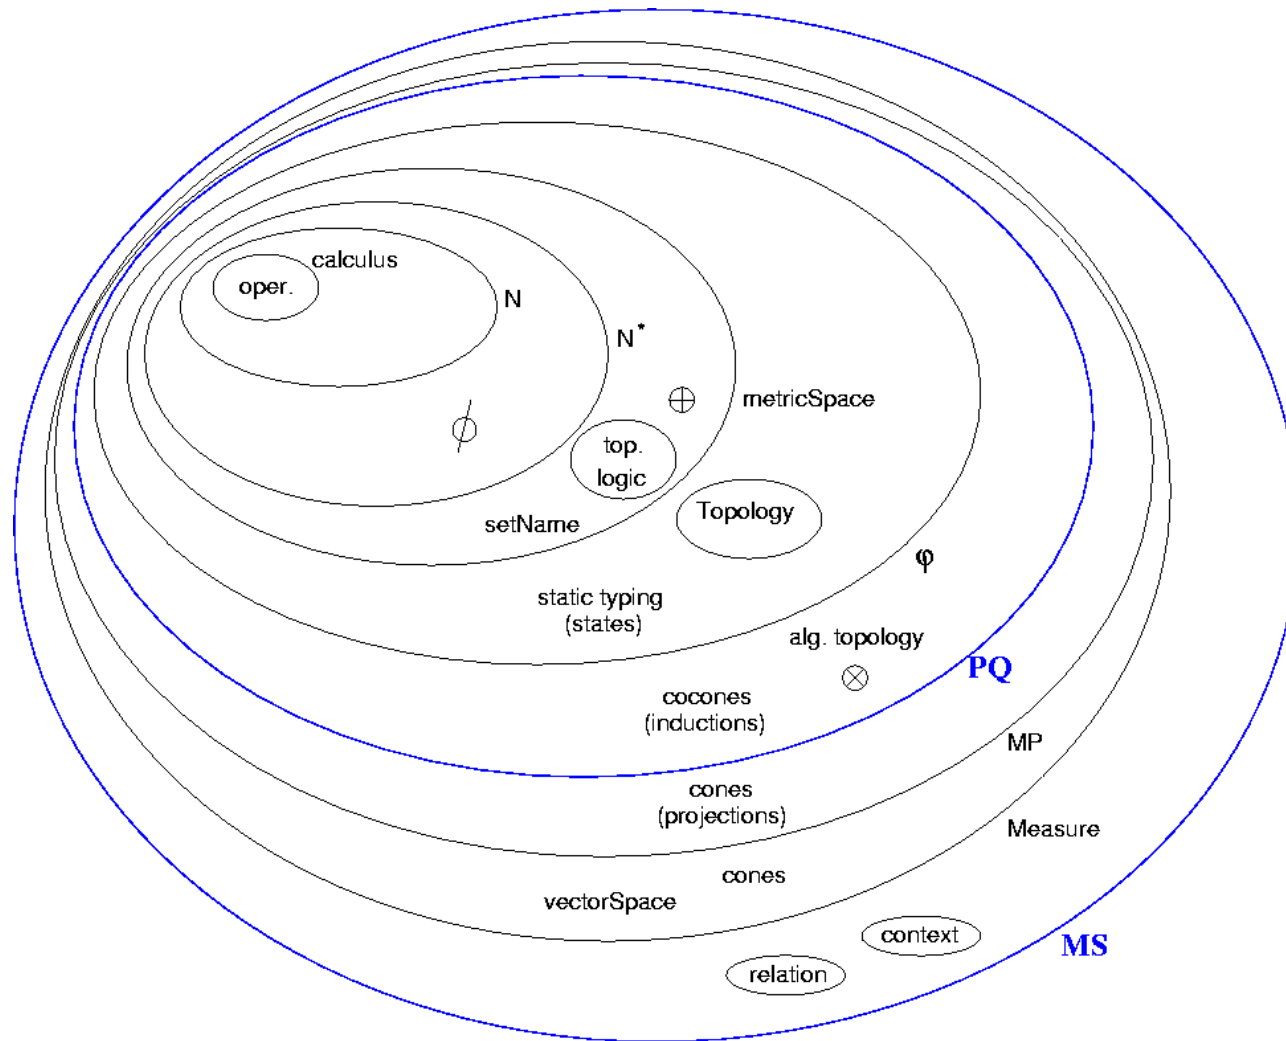 calculus
oper.
N
N*
⊕
metricSpace
∅
top.
logic
Topology
setName
φ
static typing
(states)
alg. topology
PQ
⊗
cocones
(inductions)
MP
cones
(projections)
Measure
cones
vectorSpace
context
MS
relation